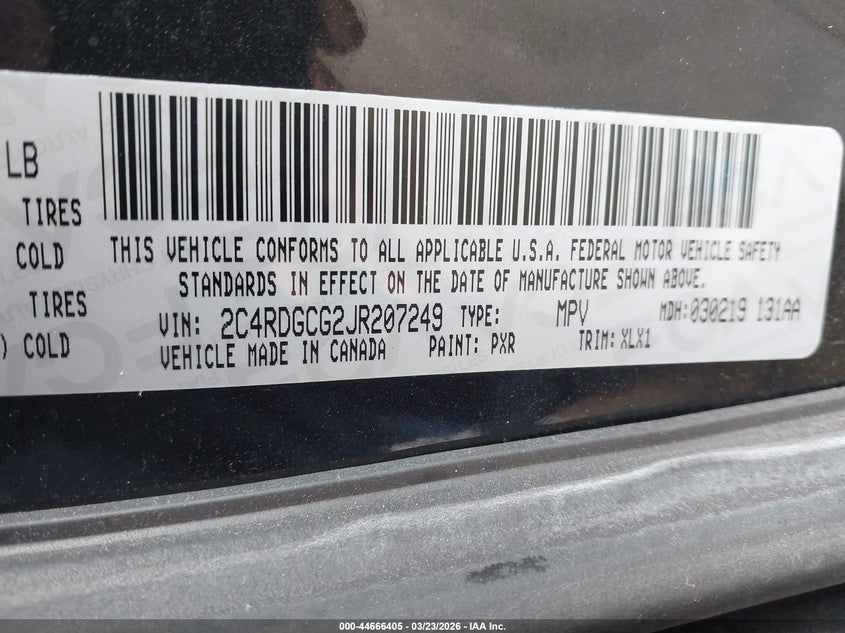 LB
TIRES
COLD
TIRES
) COLD
THIS VEHICLE CONFORMS TO ALL APPLICABLE U.S.A. FEDERAL MOTOR VEHICLE SAFETY
STANDARDS IN EFFECT ON THE DATE OF MANUFACTURE SHOWN ABOVE.
VIN: 2C4RDGCG2JR207249 TYPE: MPV MDH:030219 131AA
VEHICLE MADE IN CANADA PAINT: PXR TRIM: XLX1
000-44666405 - 03/23/2026 - IAA Inc.